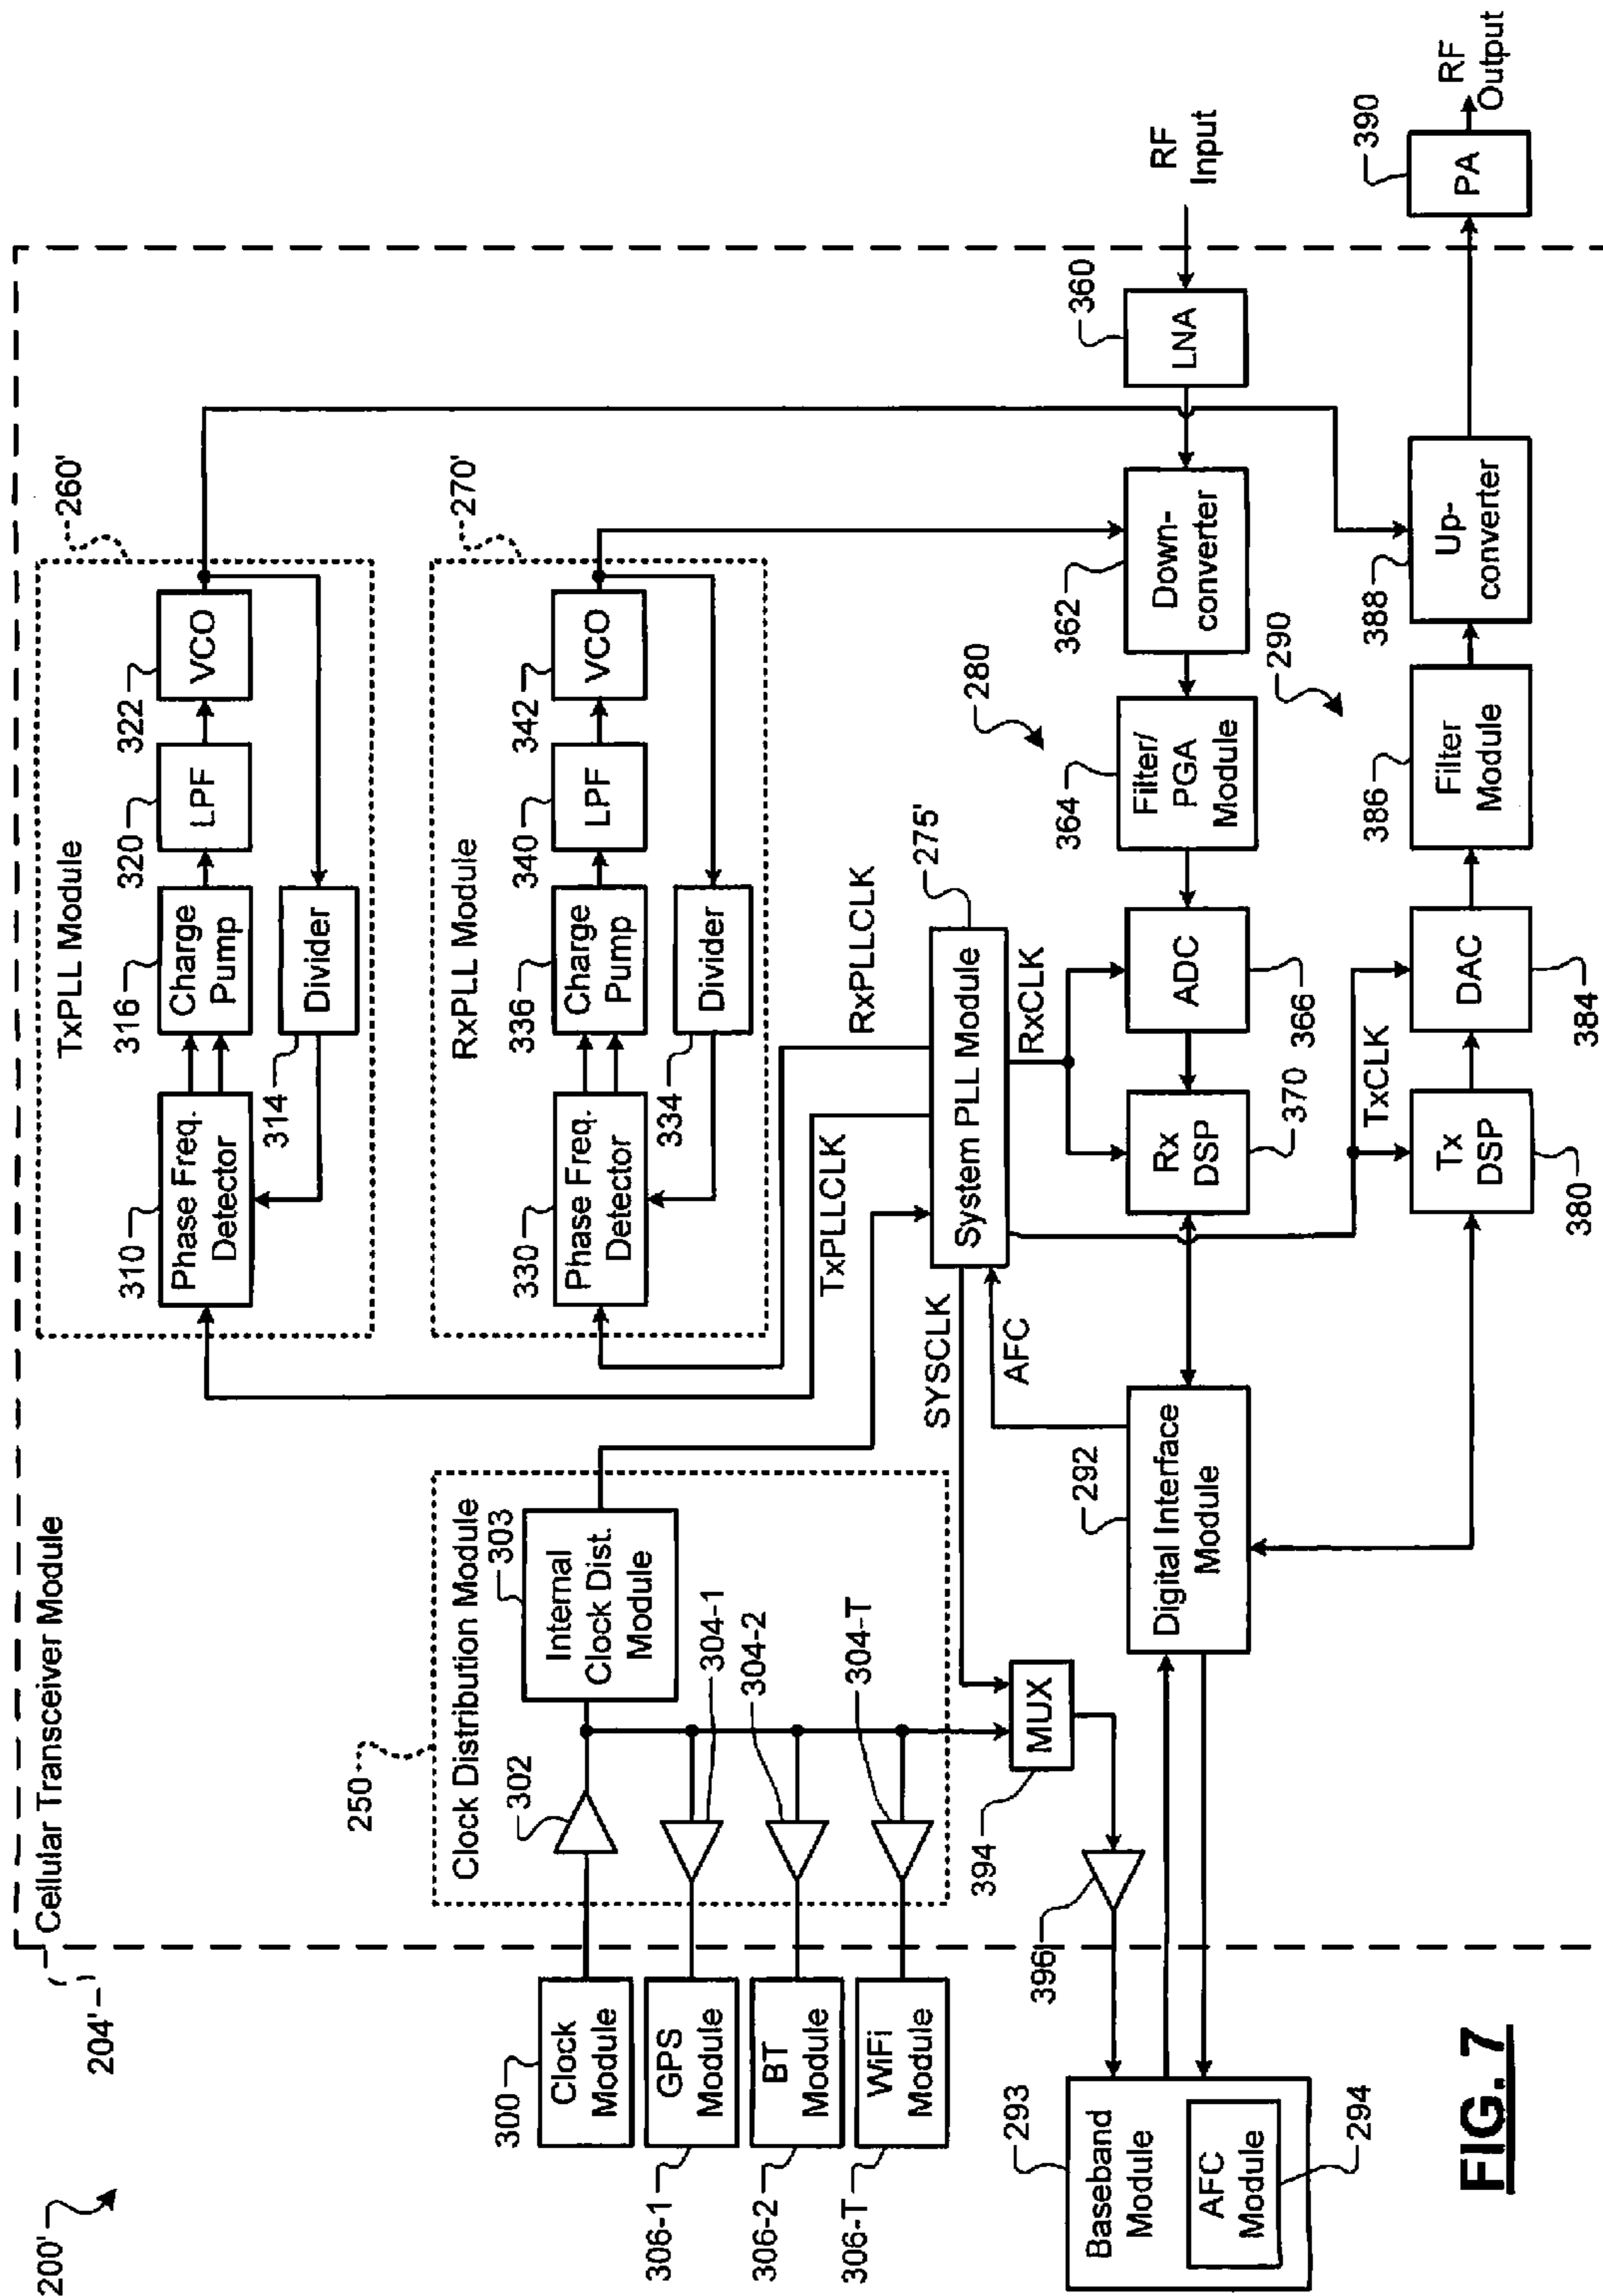 200'
204'
Cellular Transceiver Module
TxPLL Module
260'
310
Phase Freq.
Detector
316
Charge
Pump
320
LPF
322
VCO
314
Divider
RxPLL Module
270'
330
Phase Freq.
Detector
336
Charge
Pump
340
LPF
342
VCO
334
Divider
250
Clock Distribution Module
302
303
Internal
Clock Dist.
Module
304-1
304-2
304-T
300
Clock
Module
306-1
GPS
Module
306-2
BT
Module
306-T
WiFi
Module
TxPLLCLK
RxPLLCLK
275'
System PLL Module
SYSCLK
AFC
RxCLK
TxCLK
394
MUX
396
292
Digital Interface
Module
293
Baseband
Module
AFC
Module
294
280
290
RF
Input
360
LNA
362
Down-
converter
364
Filter/
PGA
Module
366
ADC
370
Rx
DSP
380
Tx
DSP
384
DAC
386
Filter
Module
388
Up-
converter
390
PA
RF
Output
FIG. 7